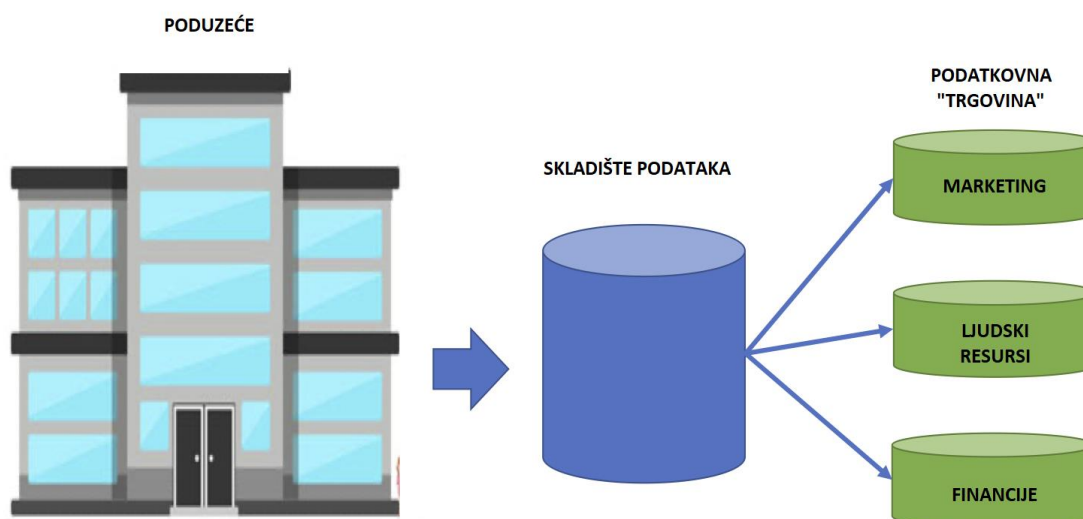 PODUZEĆE
SKLADIŠTE PODATAKA
PODATKOVNA
"TRGOVINA"
MARKETING
LJUDSKI
RESURSI
FINANCIJE